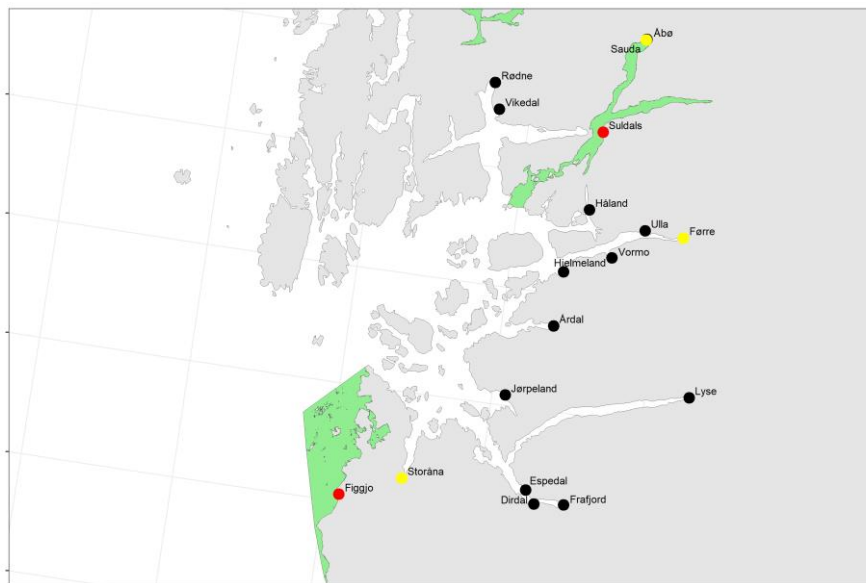 Åbø
Sauda
Rødne
Vikedal
Suldals
Håland
Ulla
Førre
Vormo
Hjelmeland
Årdal
Jørpeland
Lyse
Storåna
Espedal
Figgjo
Dirdal
Frafjord